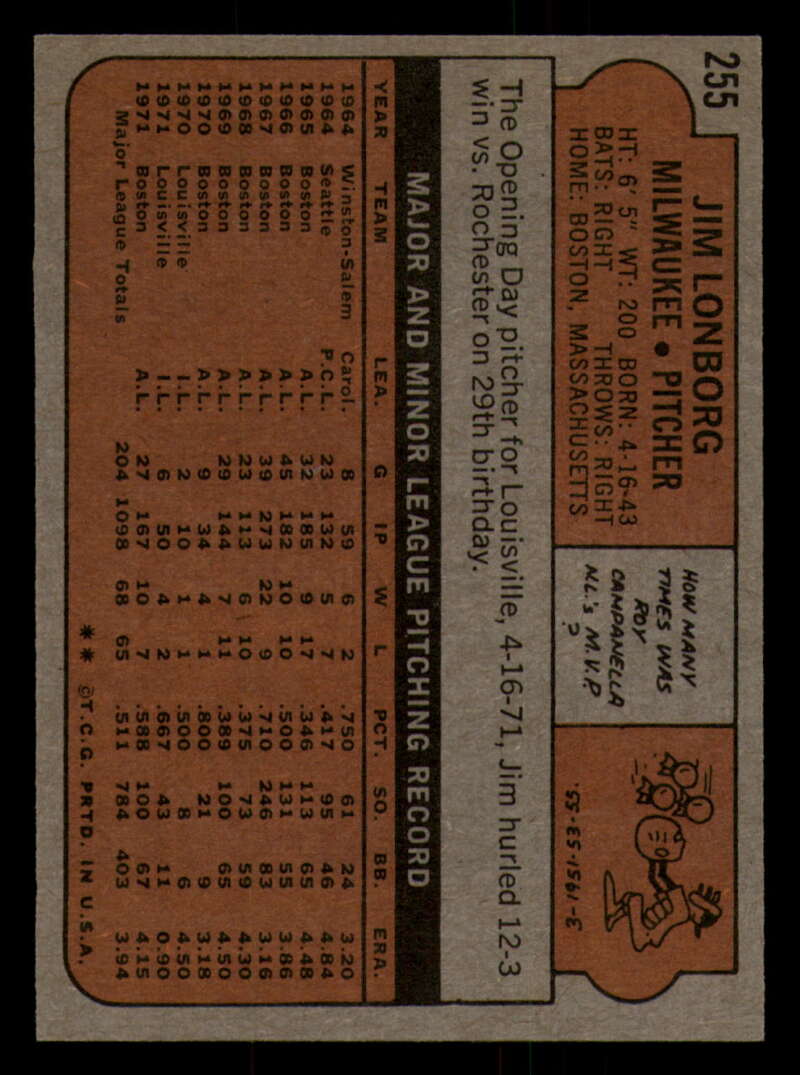 255
JIM LONBORG
MILWAUKEE • PITCHER
HT: 6' 5" WT: 200 BORN: 4-16-43
BATS: RIGHT THROWS: RIGHT
HOME: BOSTON, MASSACHUSETTS
HOW MANY
TIMES WAS
ROY
CAMPANELLA
N.L.'s M.V.P.
?
3-1951-53-55.
The Opening Day pitcher for Louisville, 4-16-71, Jim hurled 12-3
win vs. Rochester on 29th birthday.
MAJOR AND MINOR LEAGUE PITCHING RECORD
YEAR TEAM LEA. G IP W L PCT. SO. BB. ERA.
1964 Winston-Salem Carol. 8 59 6 2 .750 61 24 3.20
1964 Seattle P.C.L. 23 132 5 7 .417 95 46 4.84
1965 Boston A.L. 32 185 9 17 .346 113 65 4.48
1966 Boston A.L. 45 182 10 10 .500 131 55 3.86
1967 Boston A.L. 39 273 22 9 .710 246 83 3.16
1968 Boston A.L. 23 113 6 10 .375 73 59 4.30
1969 Boston A.L. 29 144 7 11 .389 100 65 4.50
1970 Boston A.L. 9 34 4 1 .800 21 9 3.18
1970 Louisville I.L. 2 10 1 1 .500 8 6 4.50
1971 Louisville I.L. 6 50 4 2 .667 43 11 0.90
1971 Boston A.L. 27 167 10 7 .588 100 67 4.15
Major League Totals 204 1098 68 65 .511 784 403 3.94
** ©T.C.G. PRTD. IN U.S.A.